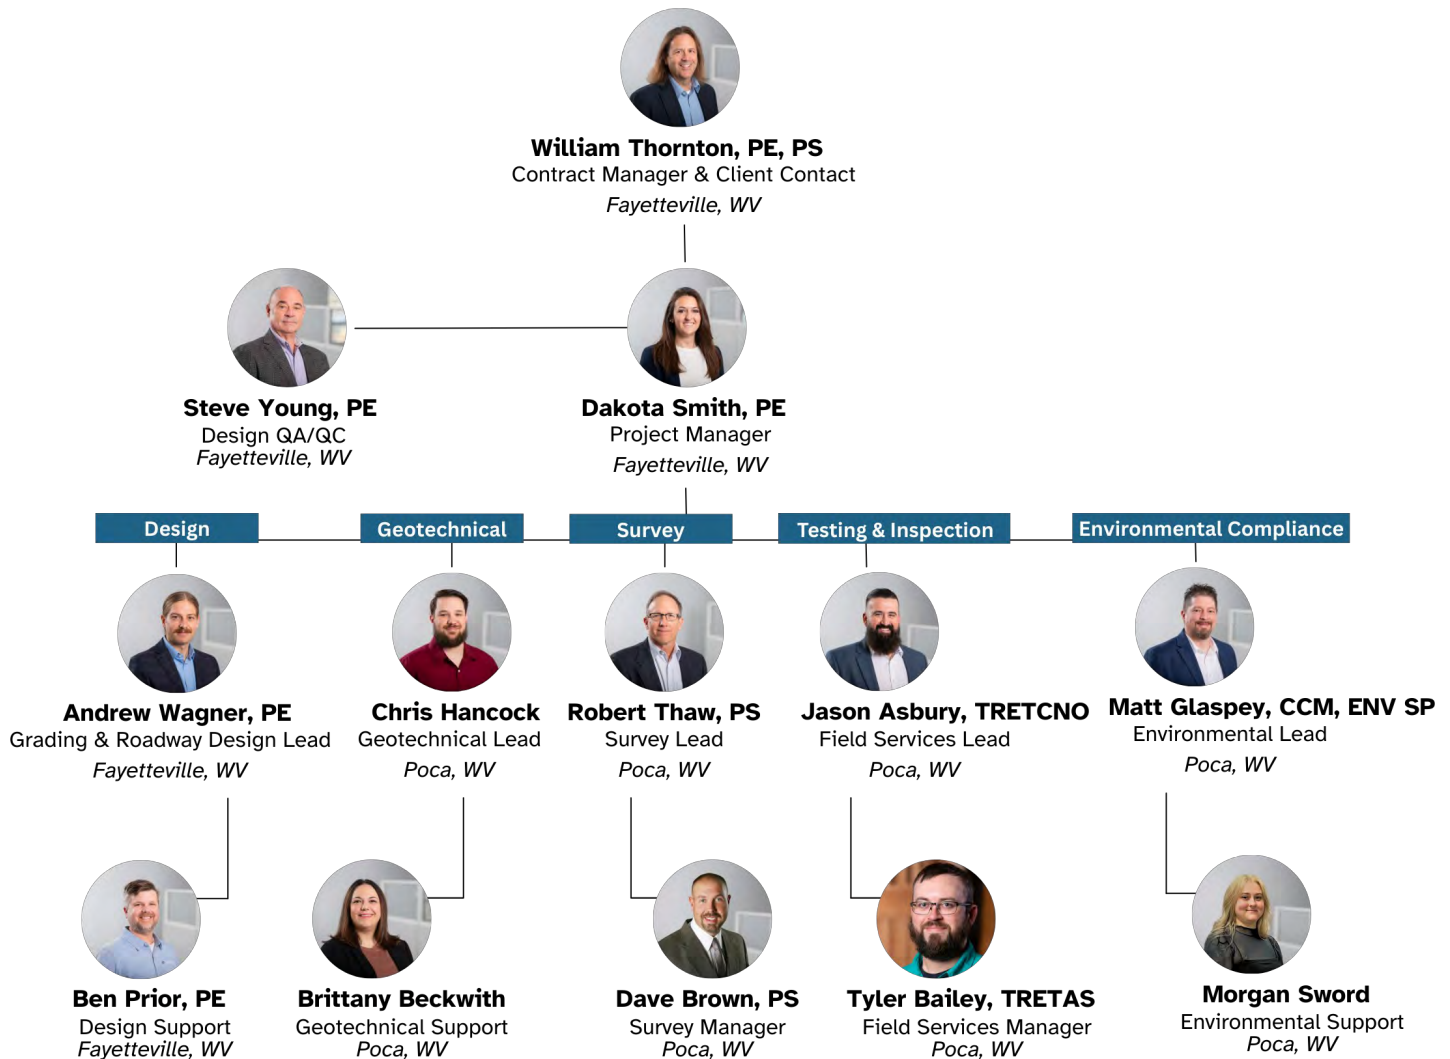 William Thornton, PE, PS
Contract Manager & Client Contact
Fayetteville, WV
Steve Young, PE
Design QA/QC
Fayetteville, WV
Dakota Smith, PE
Project Manager
Fayetteville, WV
Design
Geotechnical
Survey
Testing & Inspection
Environmental Compliance
Andrew Wagner, PE
Grading & Roadway Design Lead
Fayetteville, WV
Chris Hancock
Geotechnical Lead
Poca, WV
Robert Thaw, PS
Survey Lead
Poca, WV
Jason Asbury, TRETCNO
Field Services Lead
Poca, WV
Matt Glaspey, CCM, ENV SP
Environmental Lead
Poca, WV
Ben Prior, PE
Design Support
Fayetteville, WV
Brittany Beckwith
Geotechnical Support
Poca, WV
Dave Brown, PS
Survey Manager
Poca, WV
Tyler Bailey, TRETAS
Field Services Manager
Poca, WV
Morgan Sword
Environmental Support
Poca, WV